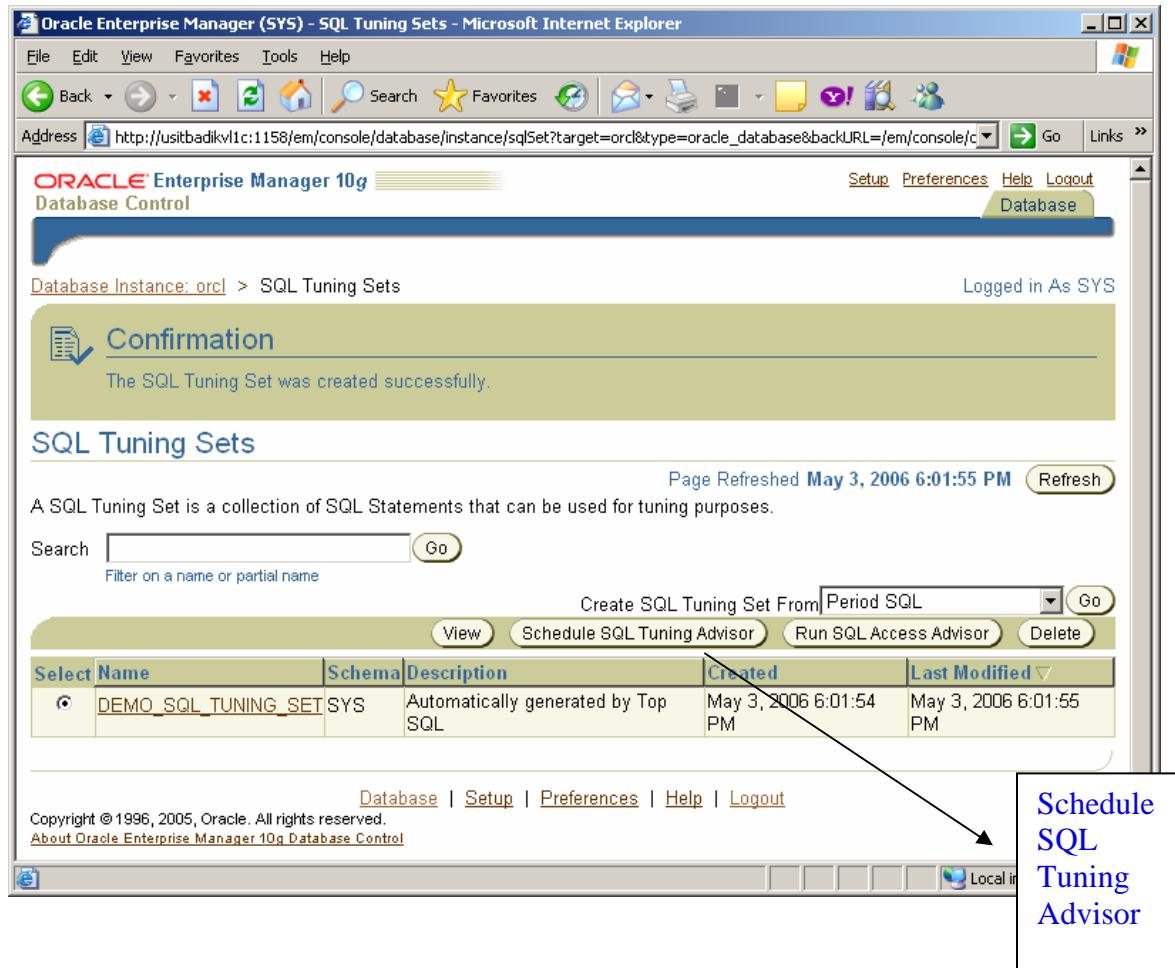 Oracle Enterprise Manager (SYS) - SQL Tuning Sets - Microsoft Internet Explorer
File Edit View Favorites Tools Help
Back Search Favorites
Address http://usitbadikvl1c:1158/em/console/database/instance/sqlSet?target=orcl&type=oracle_database&backURL=/em/console/c Go Links »
ORACLE Enterprise Manager 10g
Setup Preferences Help Logout
Database Control
Database
Database Instance: orcl > SQL Tuning Sets
Logged in As SYS
Confirmation
The SQL Tuning Set was created successfully.
SQL Tuning Sets
Page Refreshed May 3, 2006 6:01:55 PM Refresh
A SQL Tuning Set is a collection of SQL Statements that can be used for tuning purposes.
Search Go
Filter on a name or partial name
Create SQL Tuning Set From Period SQL Go
View Schedule SQL Tuning Advisor Run SQL Access Advisor Delete
Select Name Schema Description Created Last Modified
DEMO_SQL_TUNING_SET SYS Automatically generated by Top May 3, 2006 6:01:54 May 3, 2006 6:01:55
SQL PM PM
Database | Setup | Preferences | Help | Logout
Copyright © 1996, 2005, Oracle. All rights reserved.
About Oracle Enterprise Manager 10g Database Control
Local in
Schedule
SQL
Tuning
Advisor